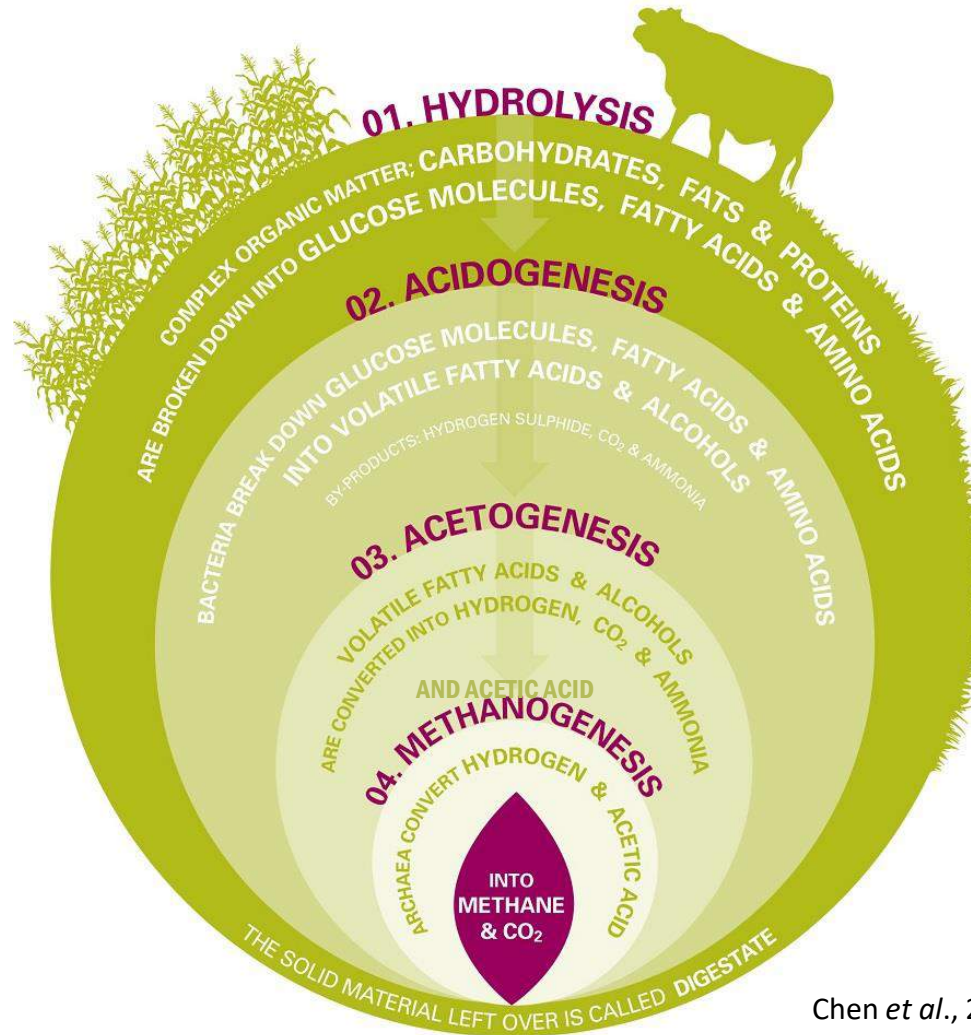 01. HYDROLYSIS
COMPLEX ORGANIC MATTER; CARBOHYDRATES, FATS & PROTEINS
ARE BROKEN DOWN INTO GLUCOSE MOLECULES, FATTY ACIDS & AMINO ACIDS
02. ACIDOGENESIS
BACTERIA BREAK DOWN GLUCOSE MOLECULES, FATTY ACIDS & AMINO ACIDS
INTO VOLATILE FATTY ACIDS & ALCOHOLS
BY-PRODUCTS: HYDROGEN SULPHIDE, CO₂ & AMMONIA
03. ACETOGENESIS
VOLATILE FATTY ACIDS & ALCOHOLS
ARE CONVERTED INTO HYDROGEN, CO₂ & AMMONIA
AND ACETIC ACID
04. METHANOGENESIS
ARCHAEA CONVERT HYDROGEN & ACETIC ACID
INTO
METHANE
& CO₂
THE SOLID MATERIAL LEFT OVER IS CALLED DIGESTATE
Chen et al., 2